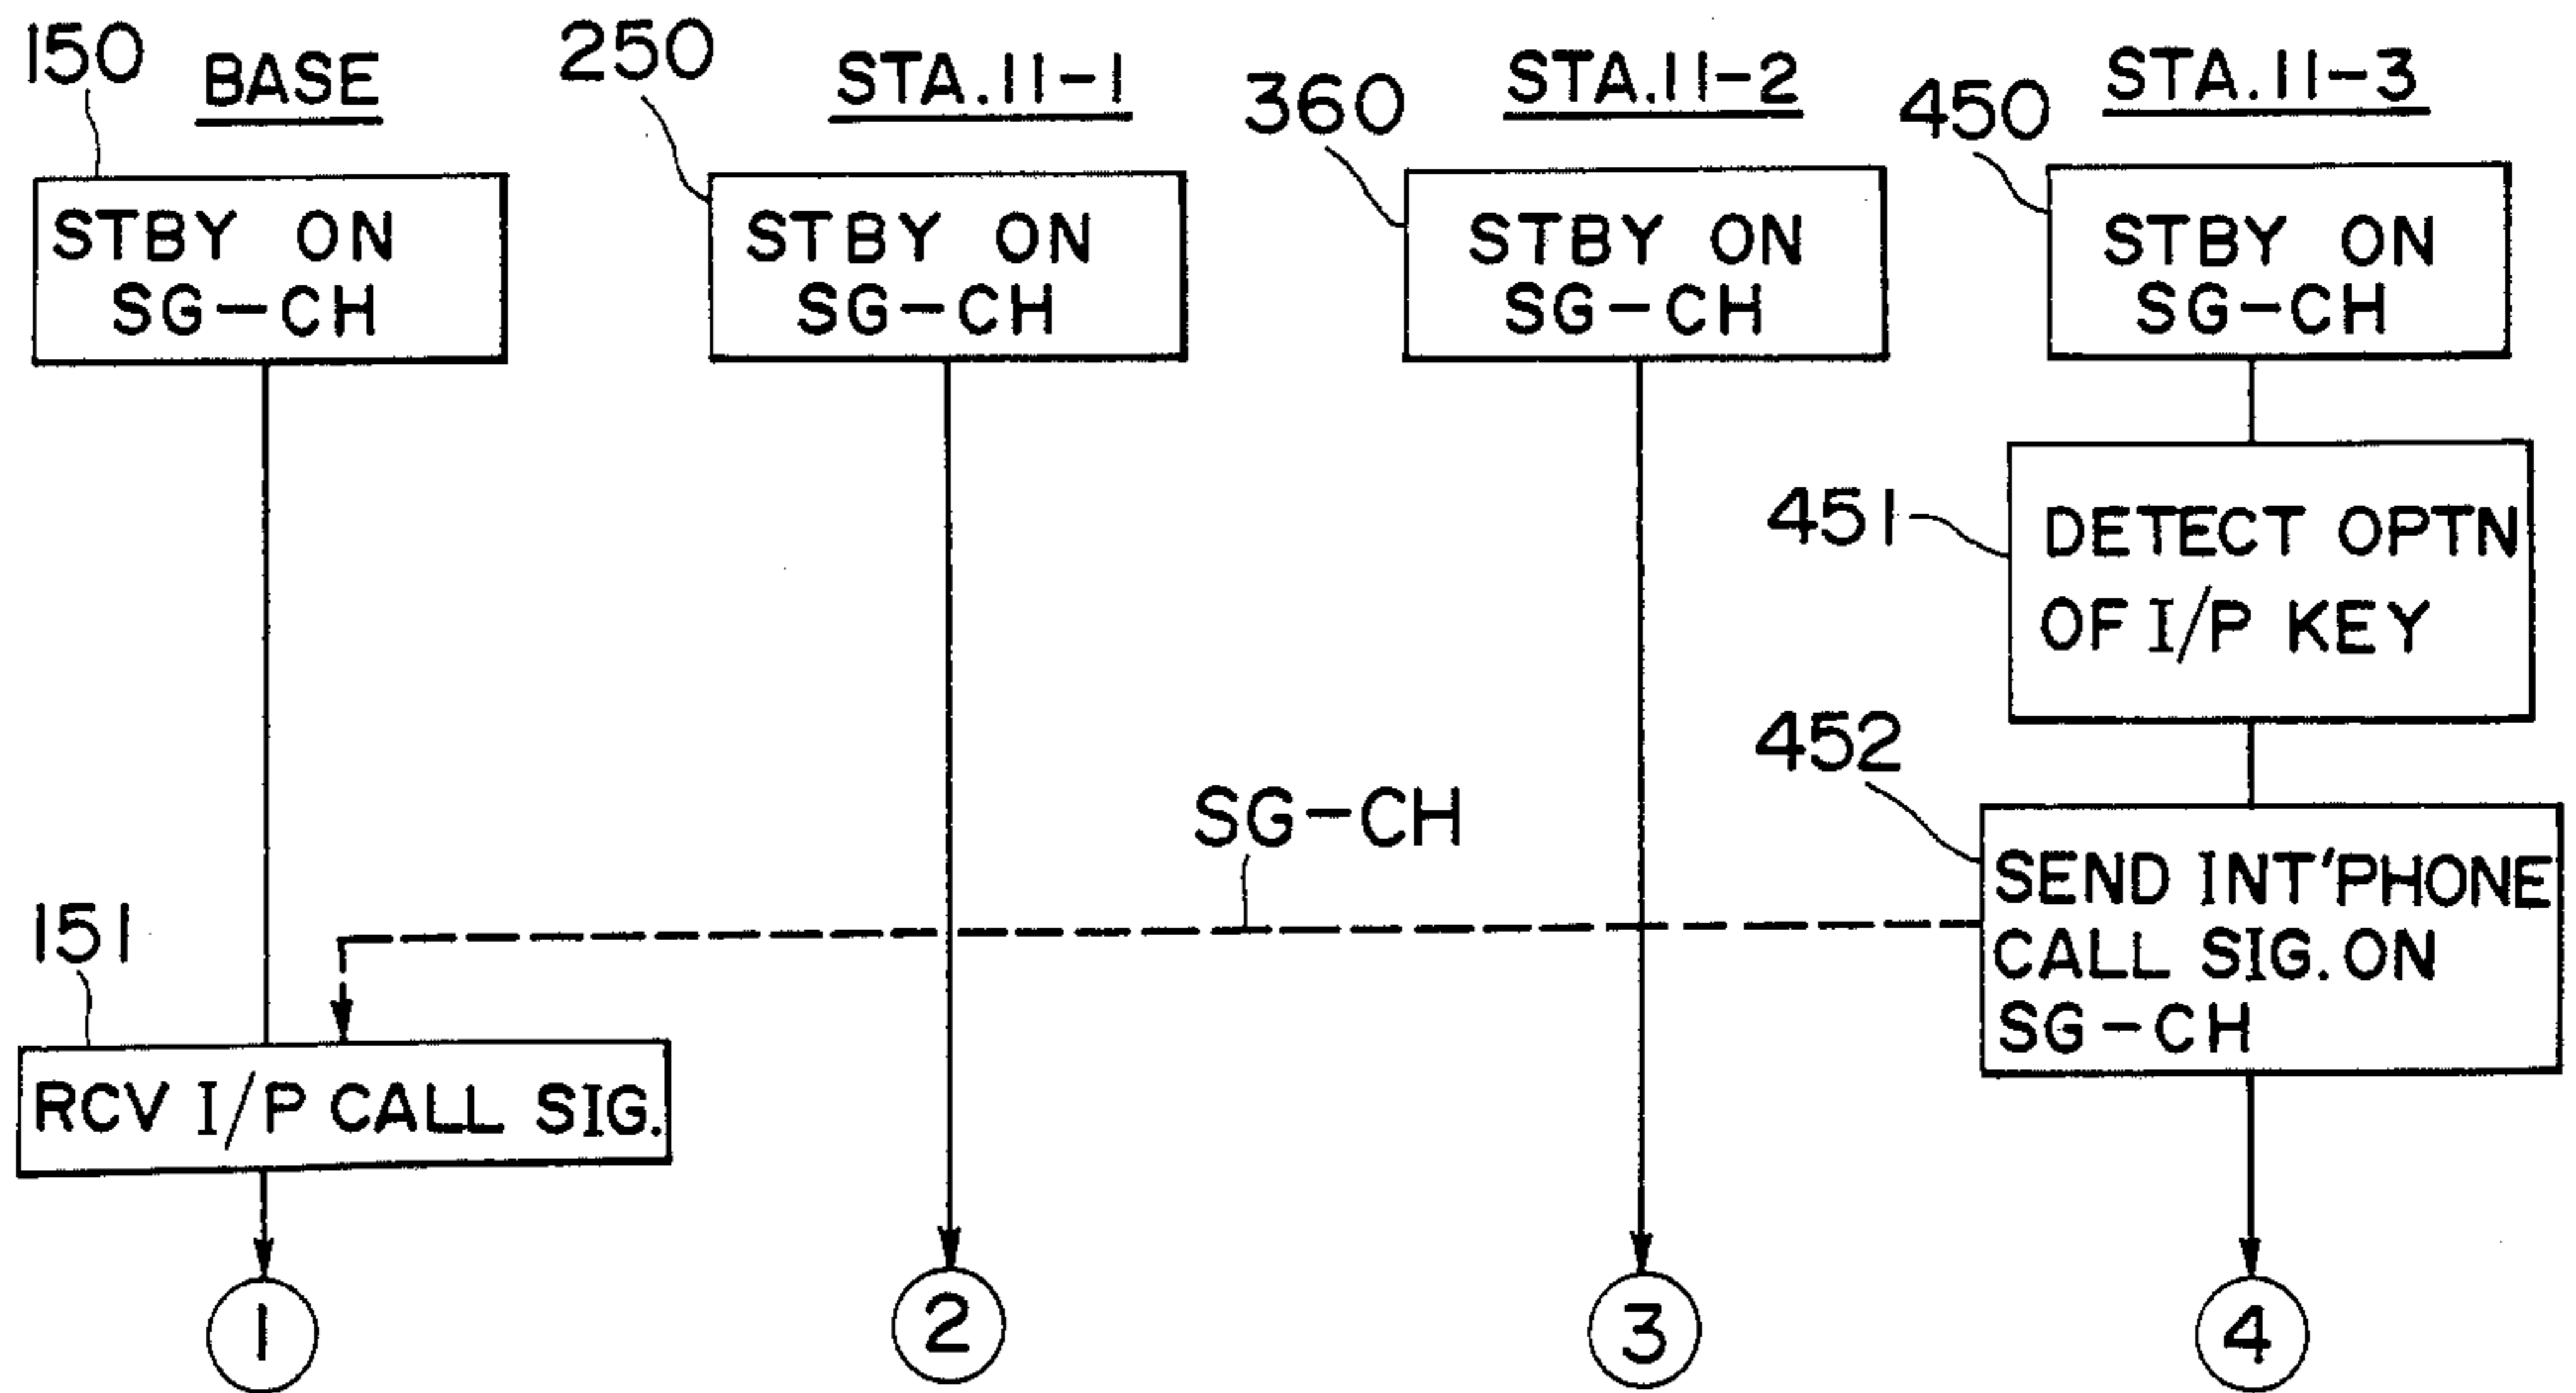 150 BASE 250 STA.11-1 360 STA.11-2 450 STA.11-3
STBY ON
SG-CH
STBY ON
SG-CH
STBY ON
SG-CH
STBY ON
SG-CH
451
DETECT OPTN
OF I/P KEY
452
SEND INT'PHONE
CALL SIG. ON
SG-CH
SG-CH
151
RCV I/P CALL SIG.
1 2 3 4